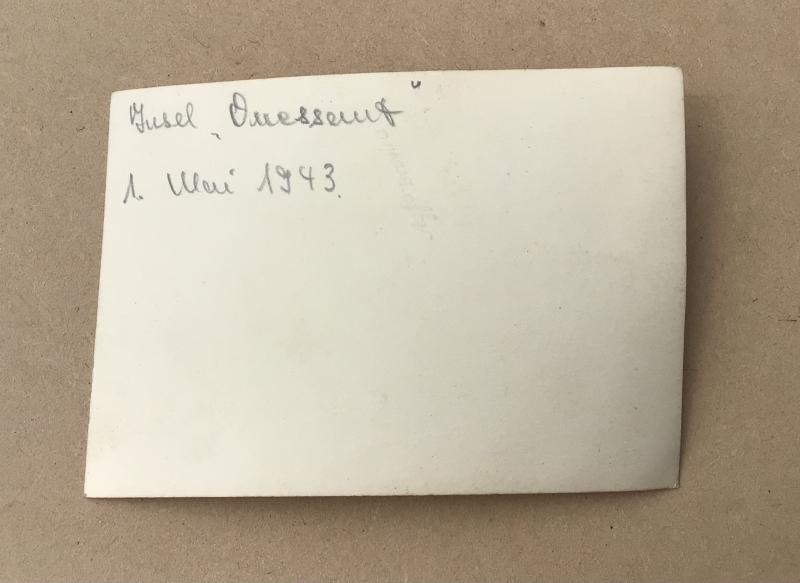 Insel „Ouessant“
1. Mai 1943.